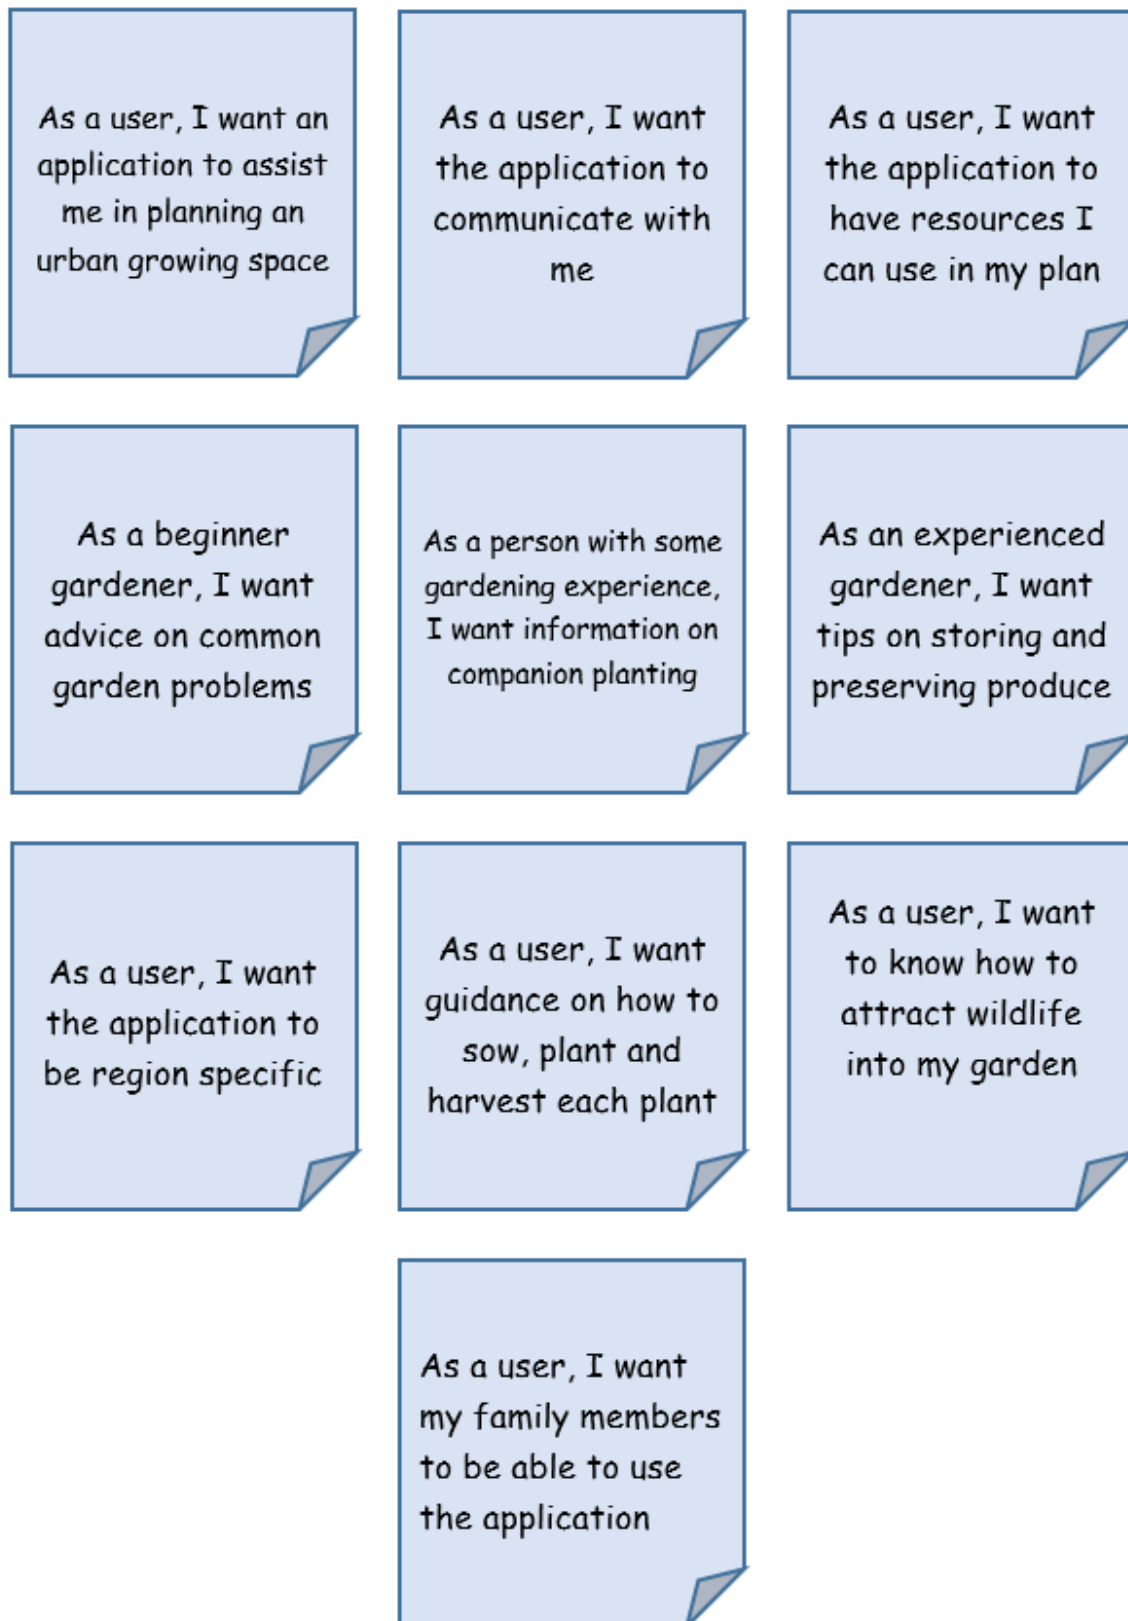 As a user, I want an
application to assist
me in planning an
urban growing space
As a user, I want
the application to
communicate with
me
As a user, I want
the application to
have resources I
can use in my plan
As a beginner
gardener, I want
advice on common
garden problems
As a person with some
gardening experience,
I want information on
companion planting
As an experienced
gardener, I want
tips on storing and
preserving produce
As a user, I want
the application to
be region specific
As a user, I want
guidance on how to
sow, plant and
harvest each plant
As a user, I want
to know how to
attract wildlife
into my garden
As a user, I want
my family members
to be able to use
the application